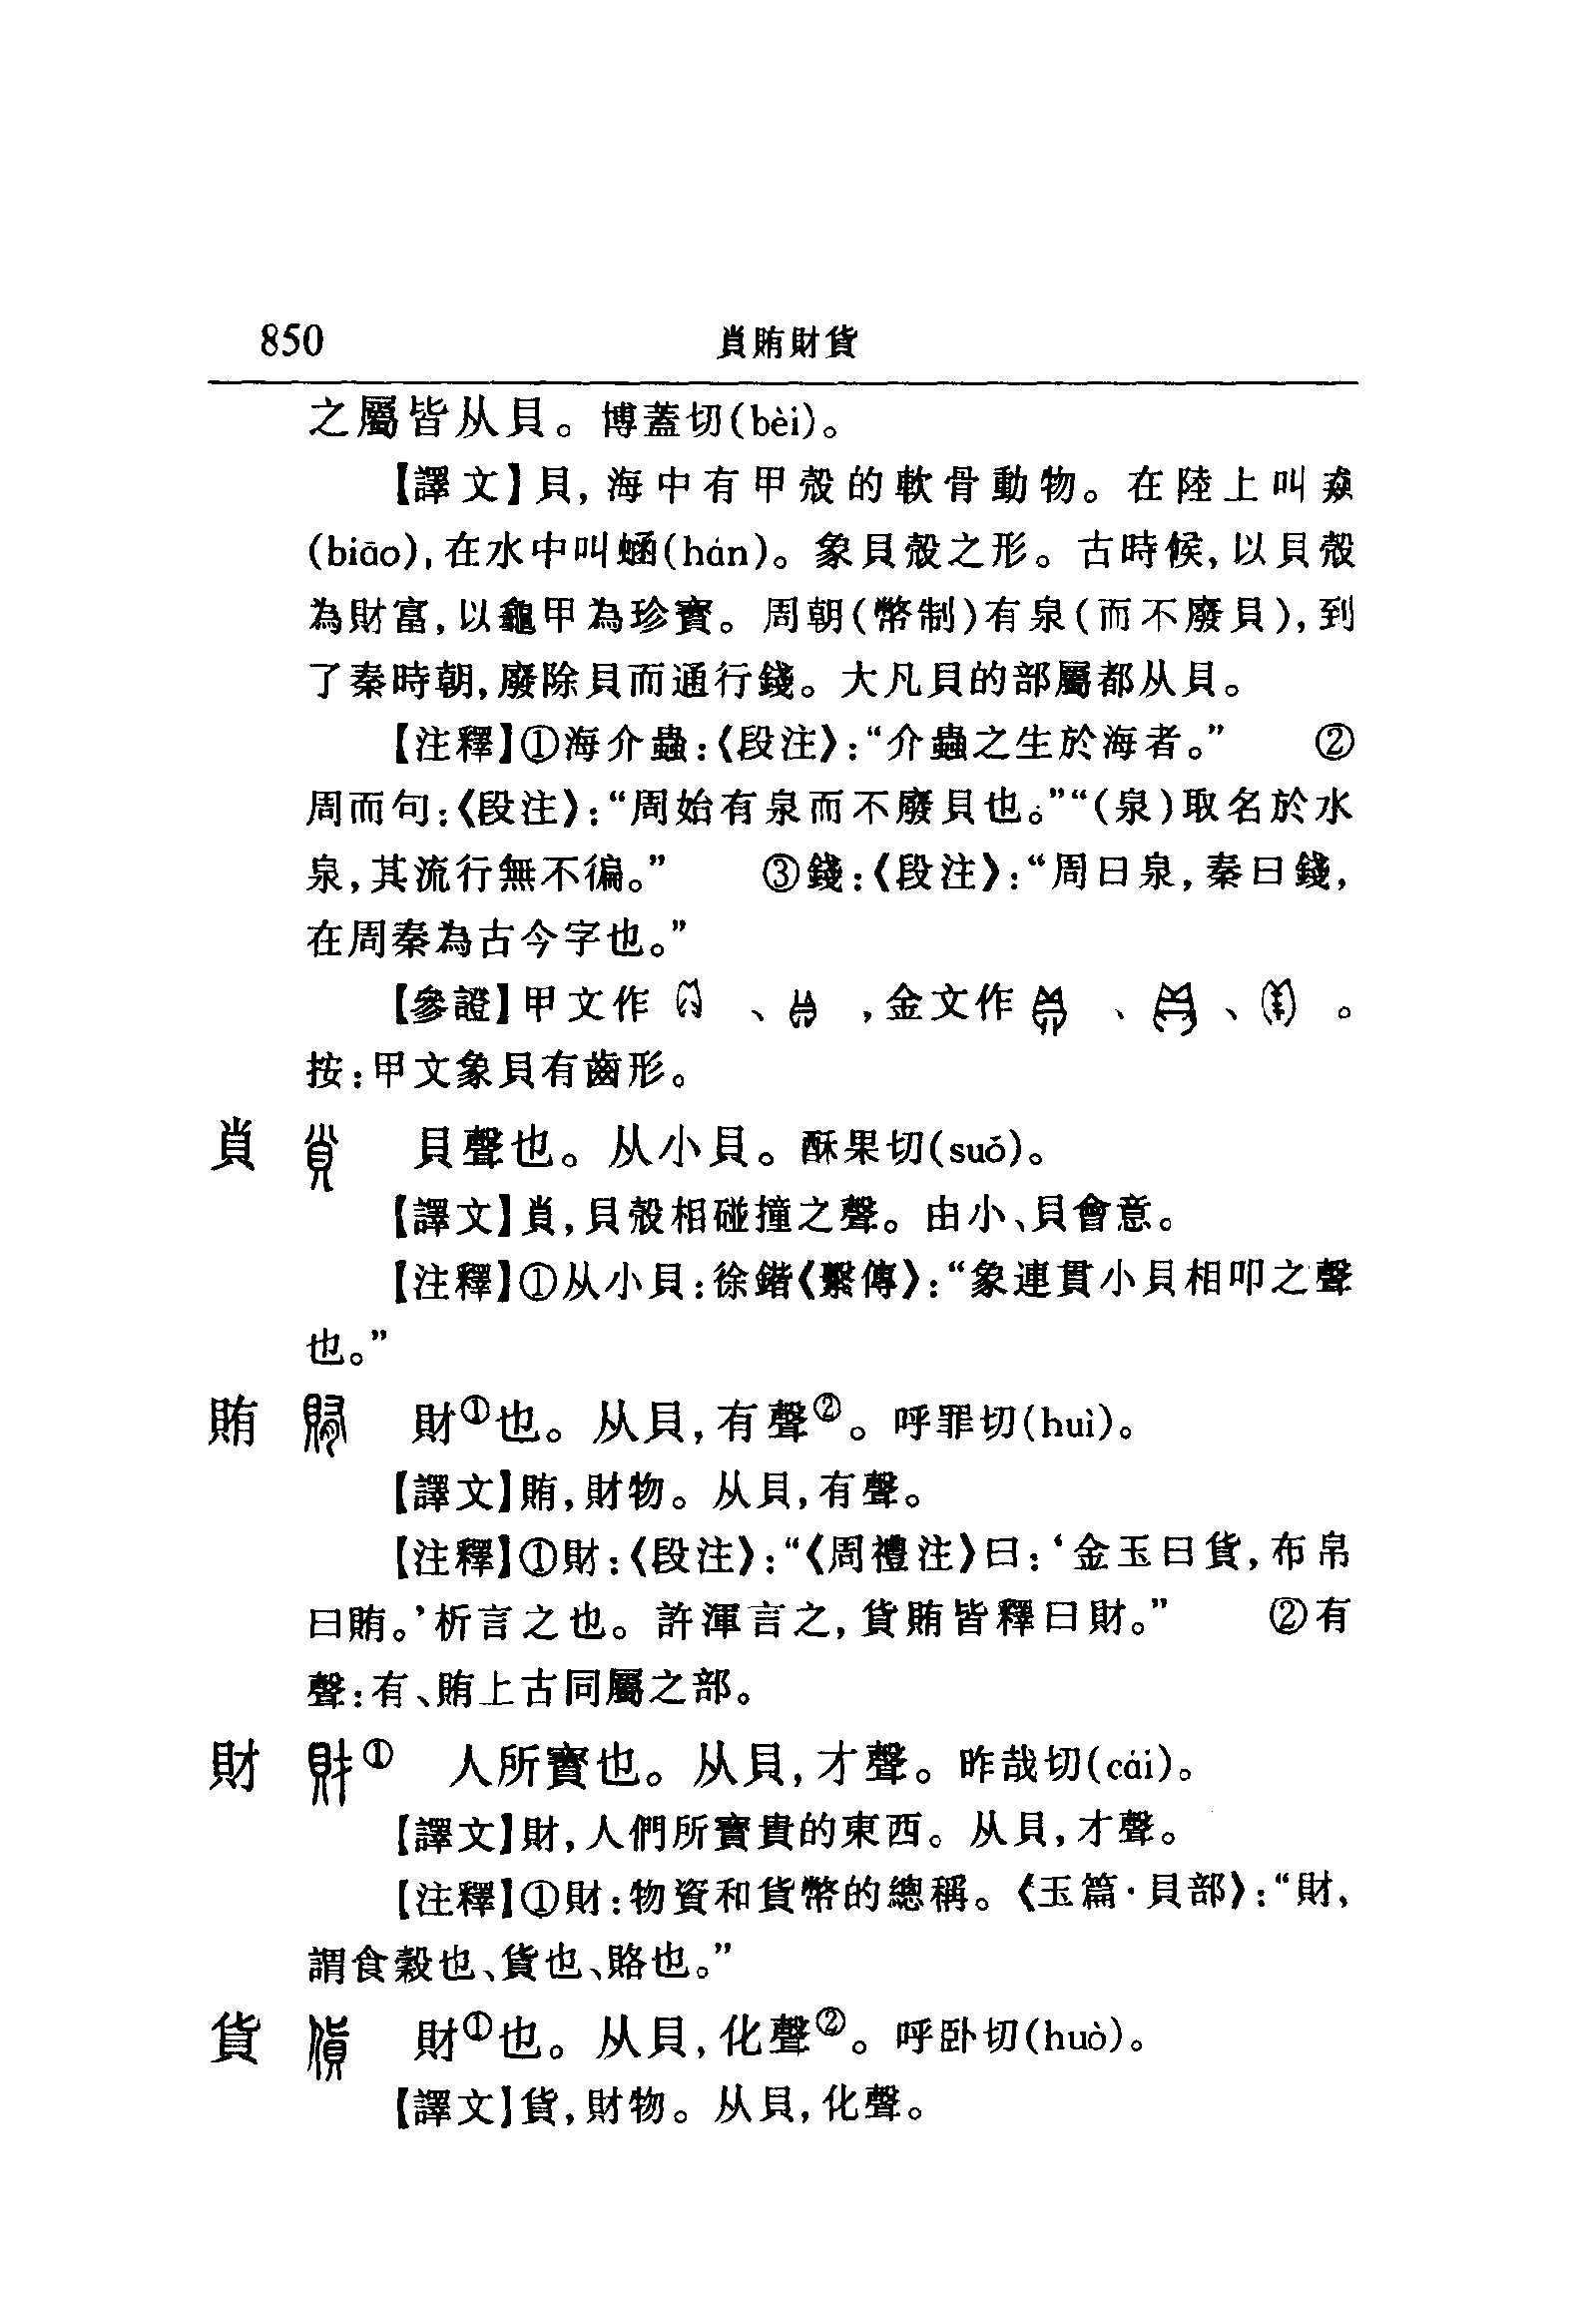 850 𧴪賄財貨
之屬皆从貝。博蓋切(bèi)。
【譯文】貝，海中有甲殼的軟骨動物。在陸上叫猋
(biāo)，在水中叫蜬(hán)。象貝殼之形。古時候，以貝殼
為財富，以龜甲為珍寶。周朝(幣制)有泉(而不廢貝)，到
了秦時朝，廢除貝而通行錢。大凡貝的部屬都从貝。
【注釋】①海介蟲：《段注》：“介蟲之生於海者。” ②
周而句：《段注》：“周始有泉而不廢貝也。”“(泉)取名於水
泉，其流行無不徧。” ③錢：《段注》：“周曰泉，秦曰錢，
在周秦為古今字也。”
【參證】甲文作 、 ，金文作 、 、 。
按：甲文象貝有齒形。
𧴪 貝聲也。从小貝。酥果切(suǒ)。
【譯文】𧴪，貝殼相碰撞之聲。由小、貝會意。
【注釋】①从小貝：徐鍇《繫傳》：“象連貫小貝相叩之聲
也。”
賄 財①也。从貝，有聲②。呼罪切(huì)。
【譯文】賄，財物。从貝，有聲。
【注釋】①財：《段注》：“《周禮注》曰：‘金玉曰貨，布帛
曰賄。’析言之也。許渾言之，貨賄皆釋曰財。” ②有
聲：有、賄上古同屬之部。
財 ① 人所寶也。从貝，才聲。昨哉切(cái)。
【譯文】財，人們所寶貴的東西。从貝，才聲。
【注釋】①財：物資和貨幣的總稱。《玉篇·貝部》：“財，
謂食穀也、貨也、賂也。”
貨 財①也。从貝，化聲②。呼卧切(huò)。
【譯文】貨，財物。从貝，化聲。